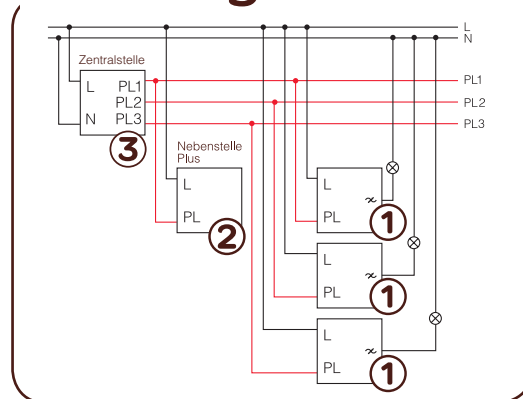 L
N
Zentralstelle
L PL1
PL2
N PL3
3
PL1
PL2
PL3
Nebenstelle
Plus
L
PL
2
L
≁
PL
1
L
≁
PL
1
L
≁
PL
1